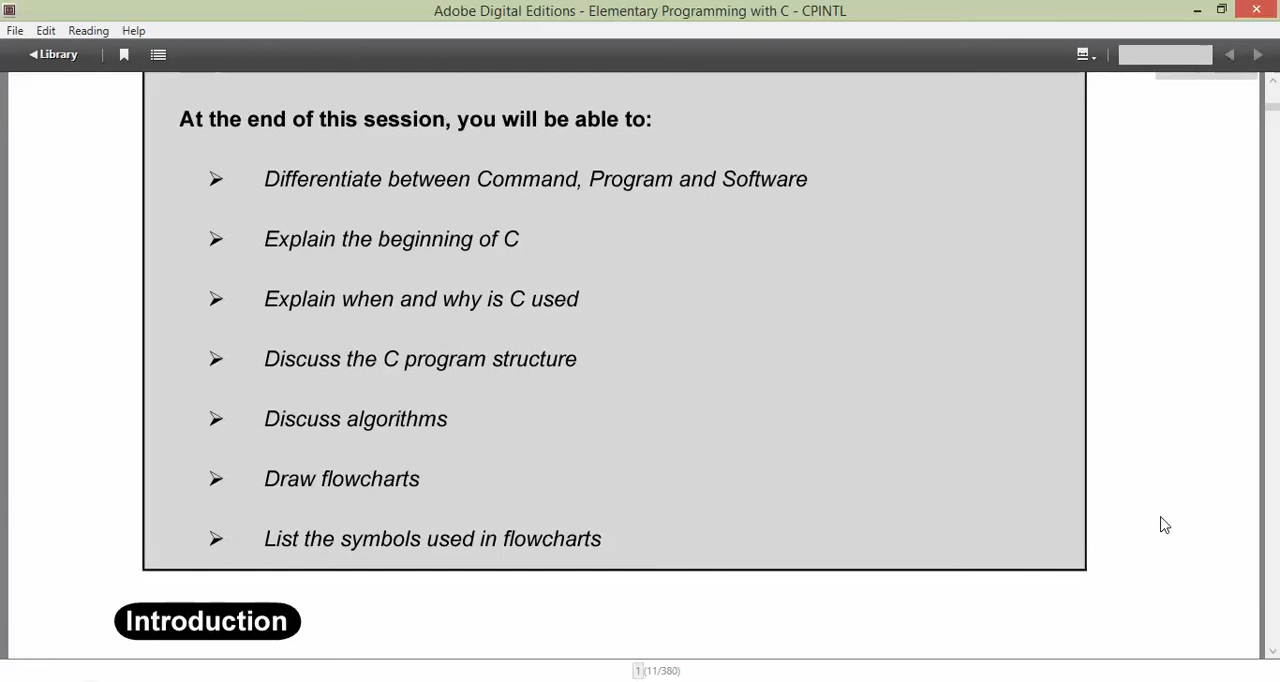 Adobe Digital Editions - Elementary Programming with C - CPINTL
File Edit Reading Help
Library
At the end of this session, you will be able to:
Differentiate between Command, Program and Software
Explain the beginning of C
Explain when and why is C used
Discuss the C program structure
Discuss algorithms
Draw flowcharts
List the symbols used in flowcharts
Introduction
1 (11/380)